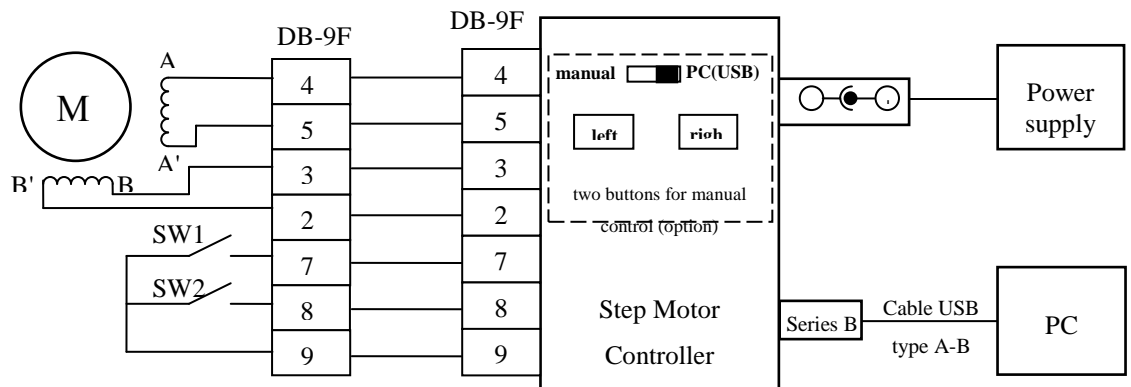 DB-9F
DB-9F
A
A'
B'
B
M
SW1
SW2
4
5
3
2
7
8
9
4
5
3
2
7
8
9
manual
PC(USB)
left
righ
two buttons for manual
control (option)
Step Motor
Controller
Power
supply
Series B
Cable USB
type A-B
PC